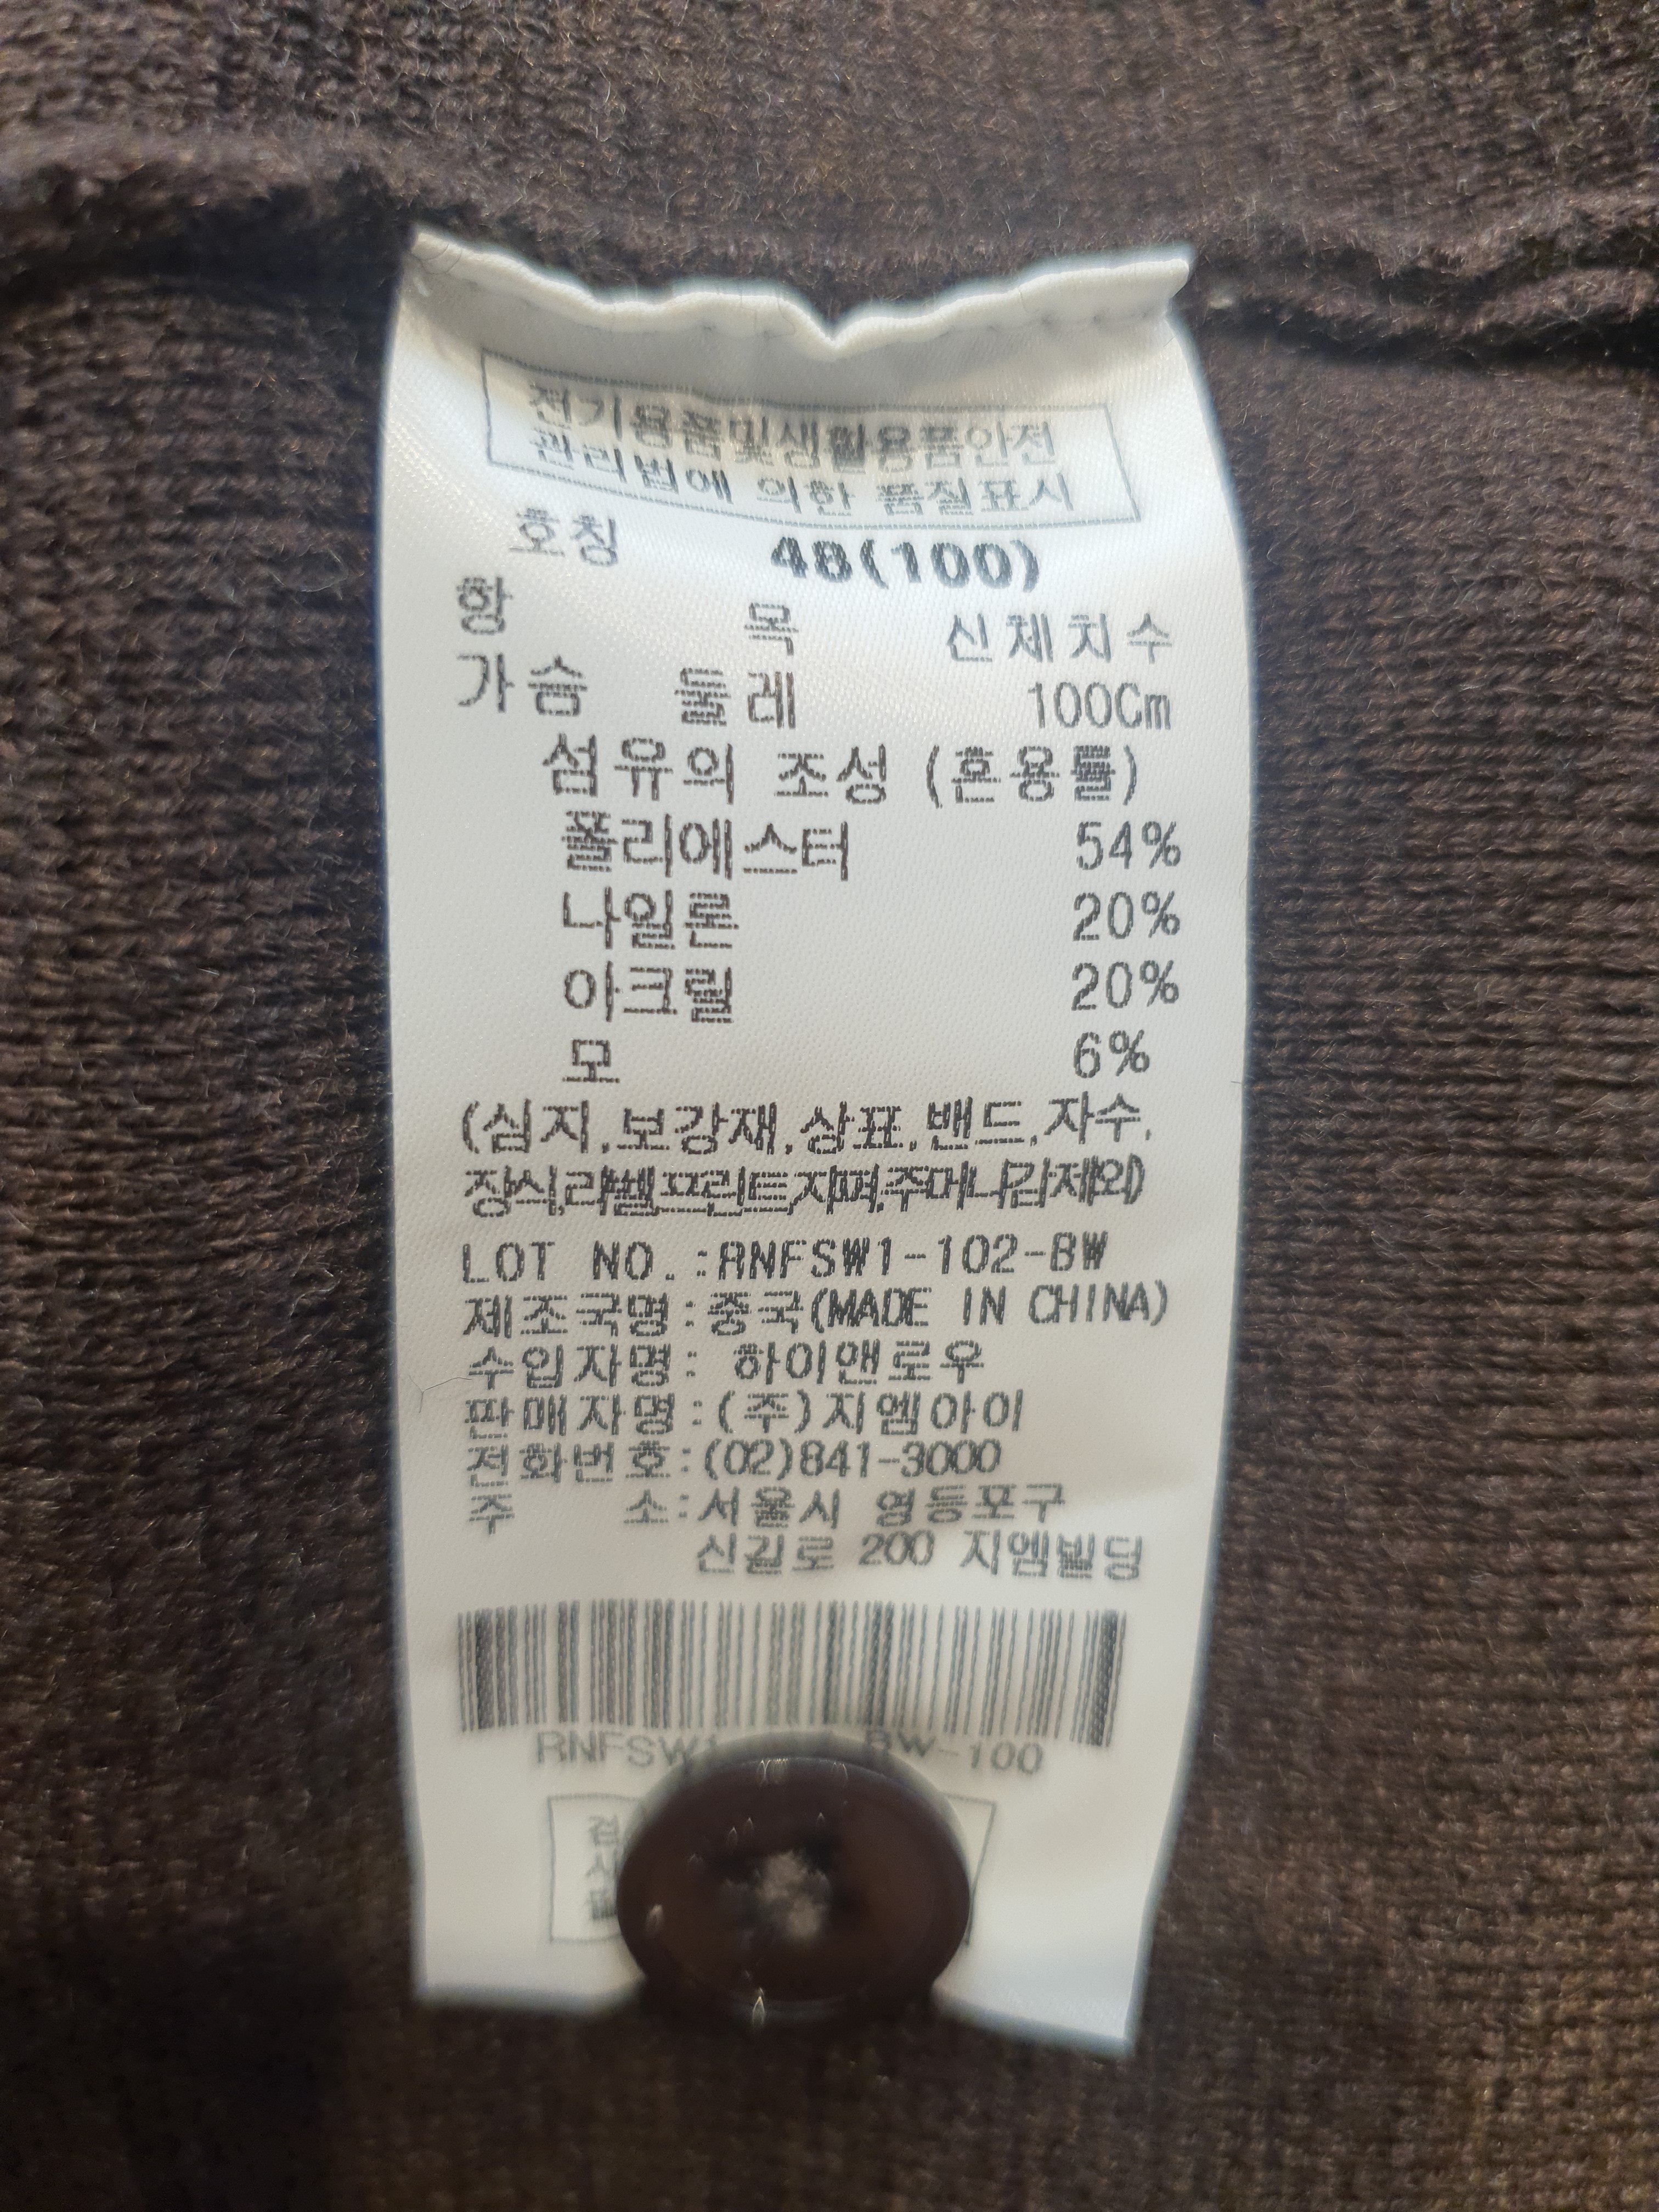 전기용품및생활용품안전
관리법에 의한 품질표시
호칭 48(100)
항 목 신체치수
가슴 둘레 100Cm
섬유의 조성 (혼용률)
폴리에스터 54%
나일론 20%
아크릴 20%
모 6%
(심지,보강재,상표,밴드,자수,
장식,라벨,프린트,지퍼,주머니감제외)
LOT NO.:RNFSW1-102-BW
제조국명:중국(MADE IN CHINA)
수입자명: 하이앤로우
판매자명:(주)지엠아이
전화번호:(02)841-3000
주 소:서울시 영등포구
신길로 200 지엠빌딩
RNFSW1 BW-100
검
사
필